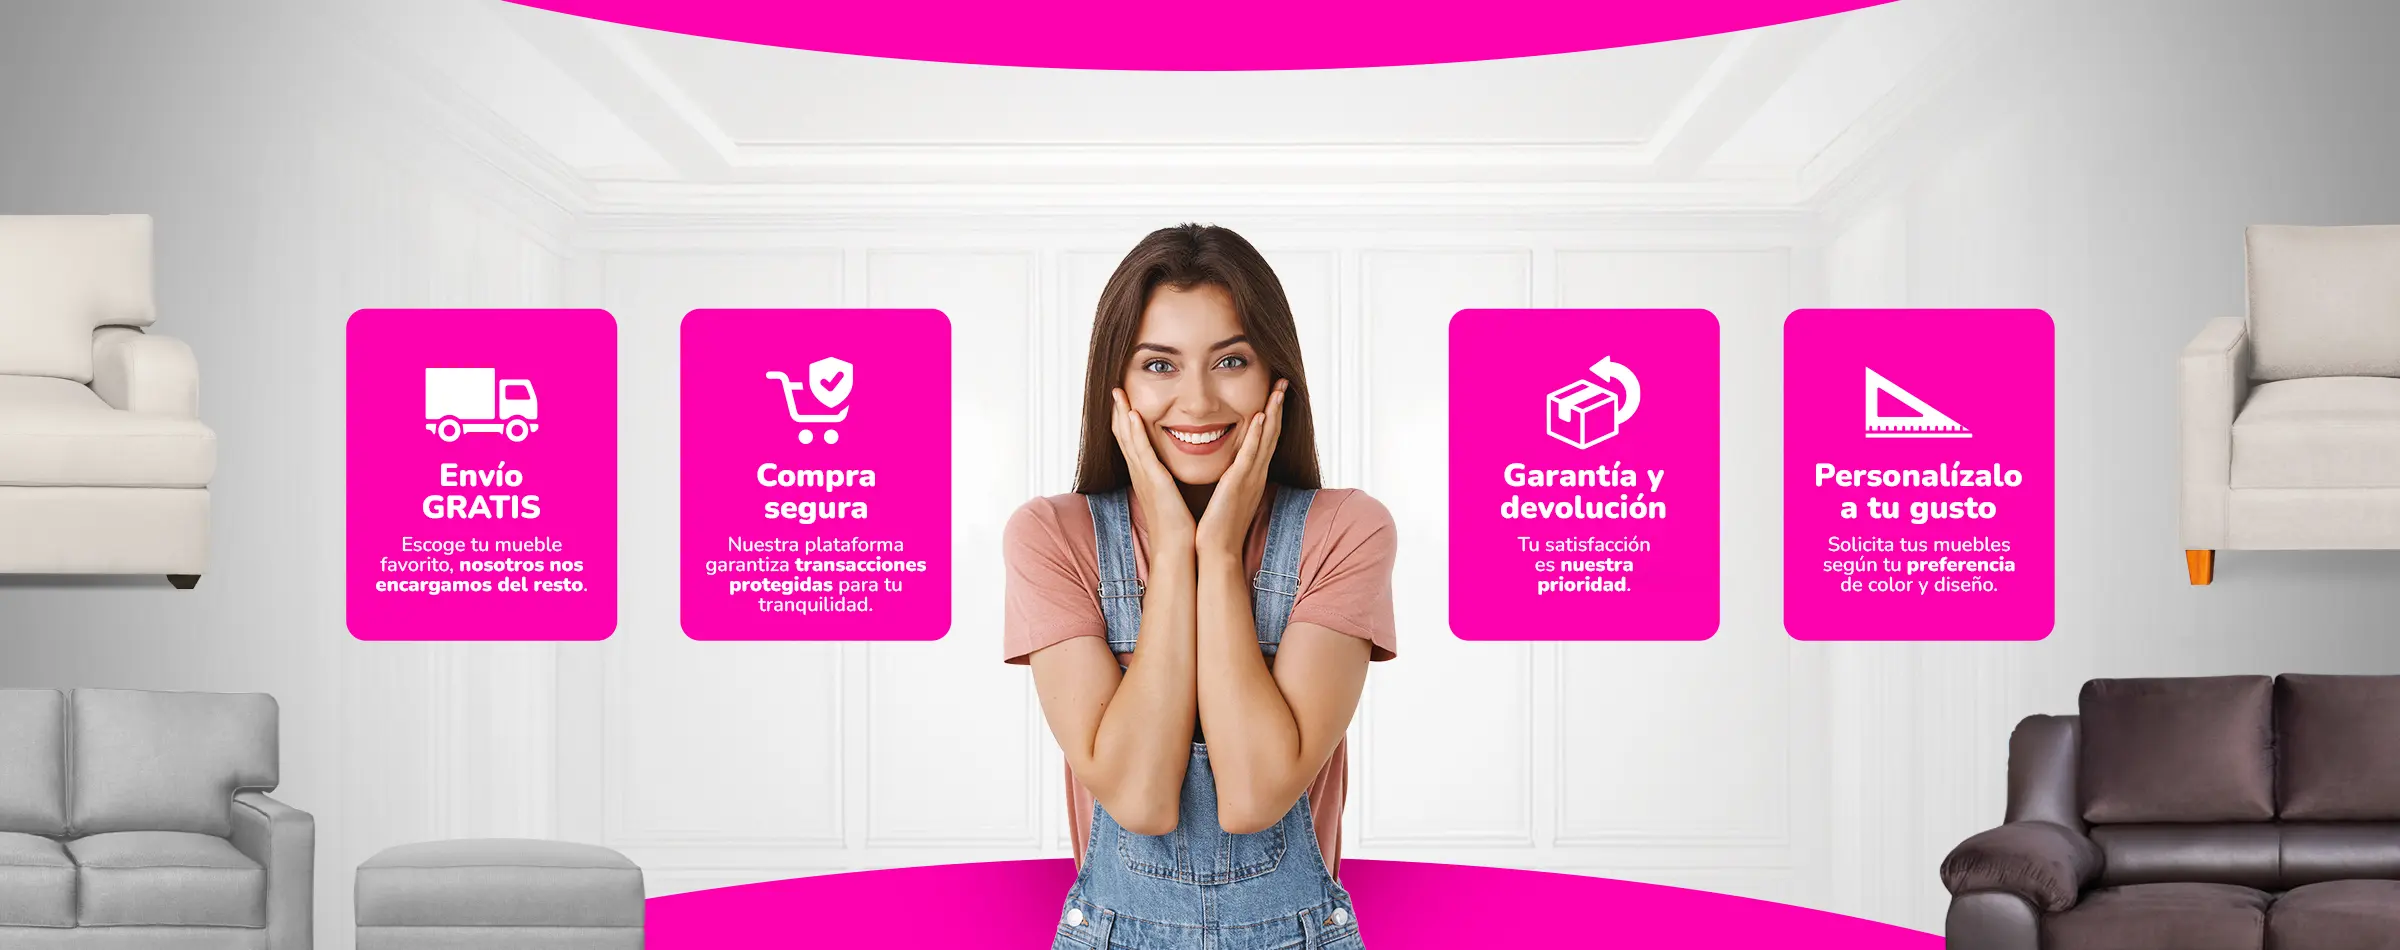 Envío
GRATIS
Escoge tu mueble
favorito, nosotros nos
encargamos del resto.
Compra
segura
Nuestra plataforma
garantiza transacciones
protegidas para tu
tranquilidad.
Garantía y
devolución
Tu satisfacción
es nuestra
prioridad.
Personalízalo
a tu gusto
Solicita tus muebles
según tu preferencia
de color y diseño.